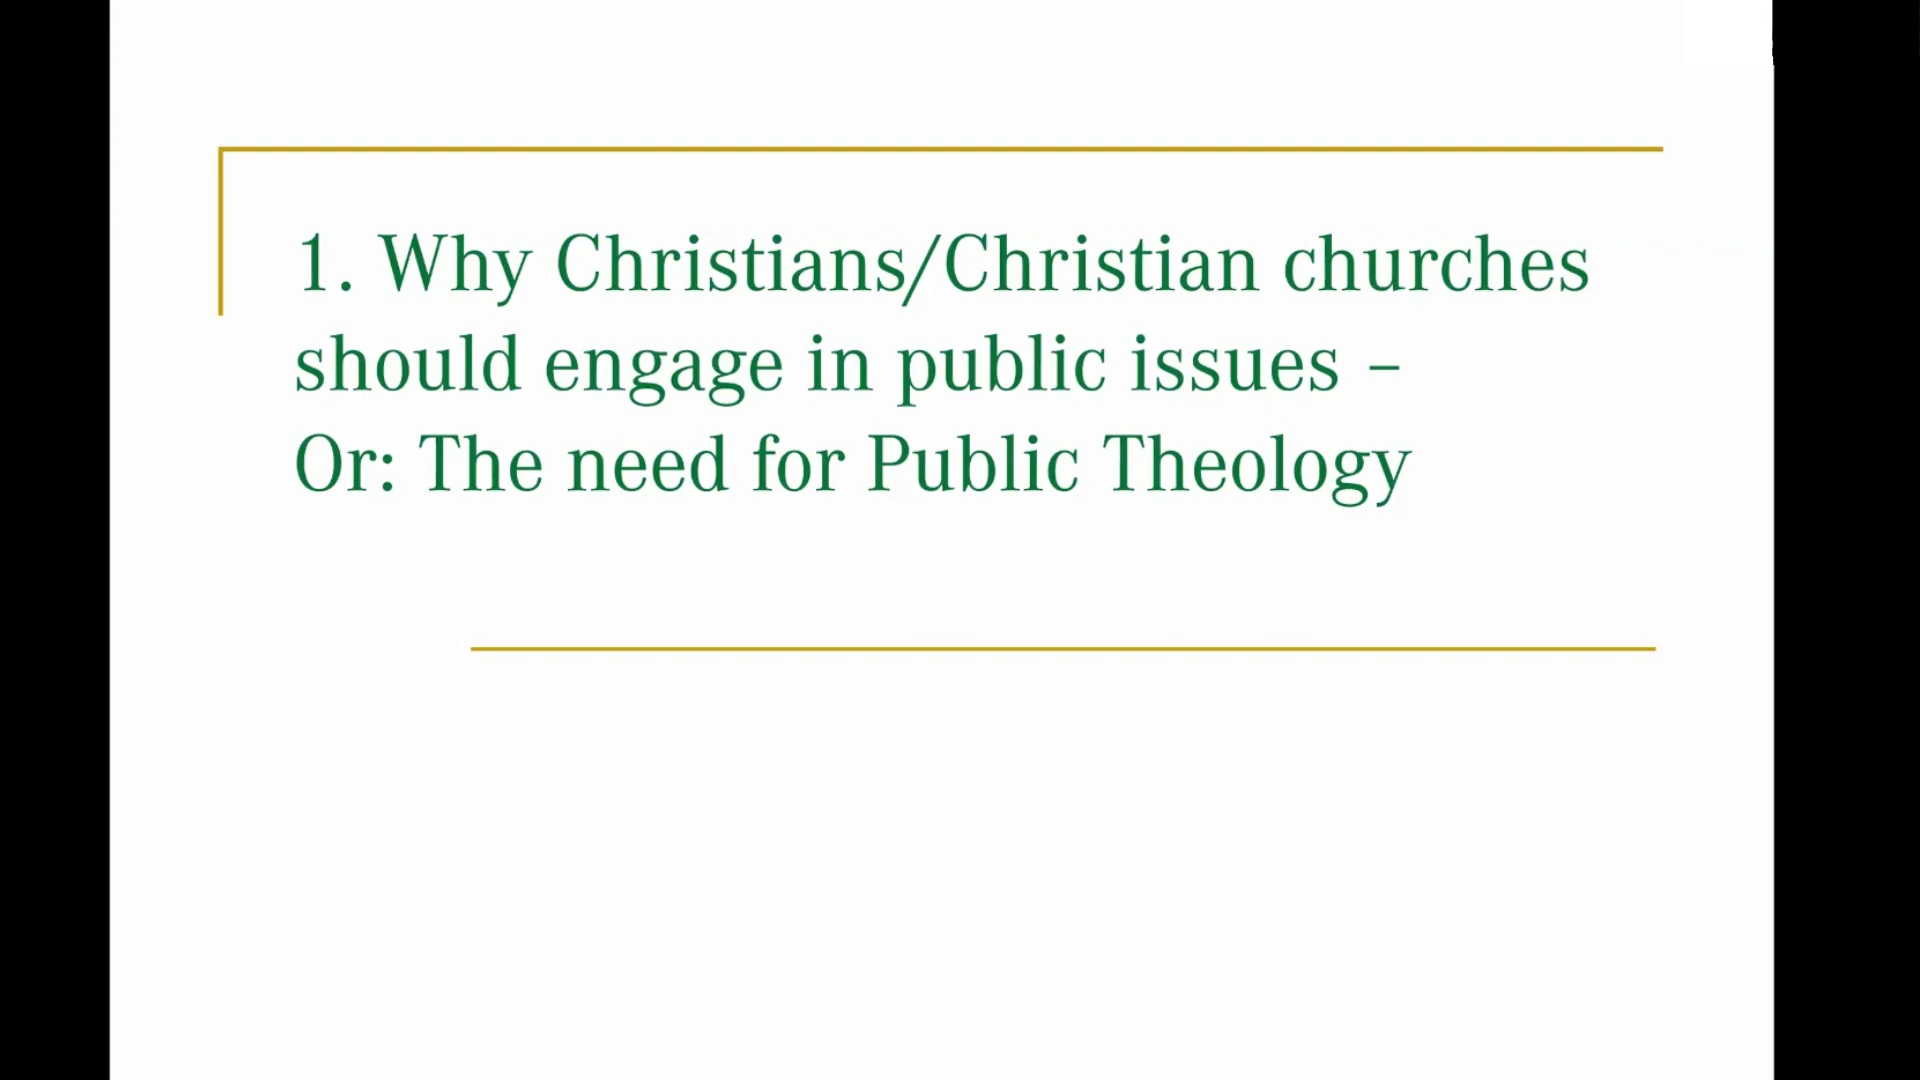 1. Why Christians/Christian churches
should engage in public issues –
Or: The need for Public Theology